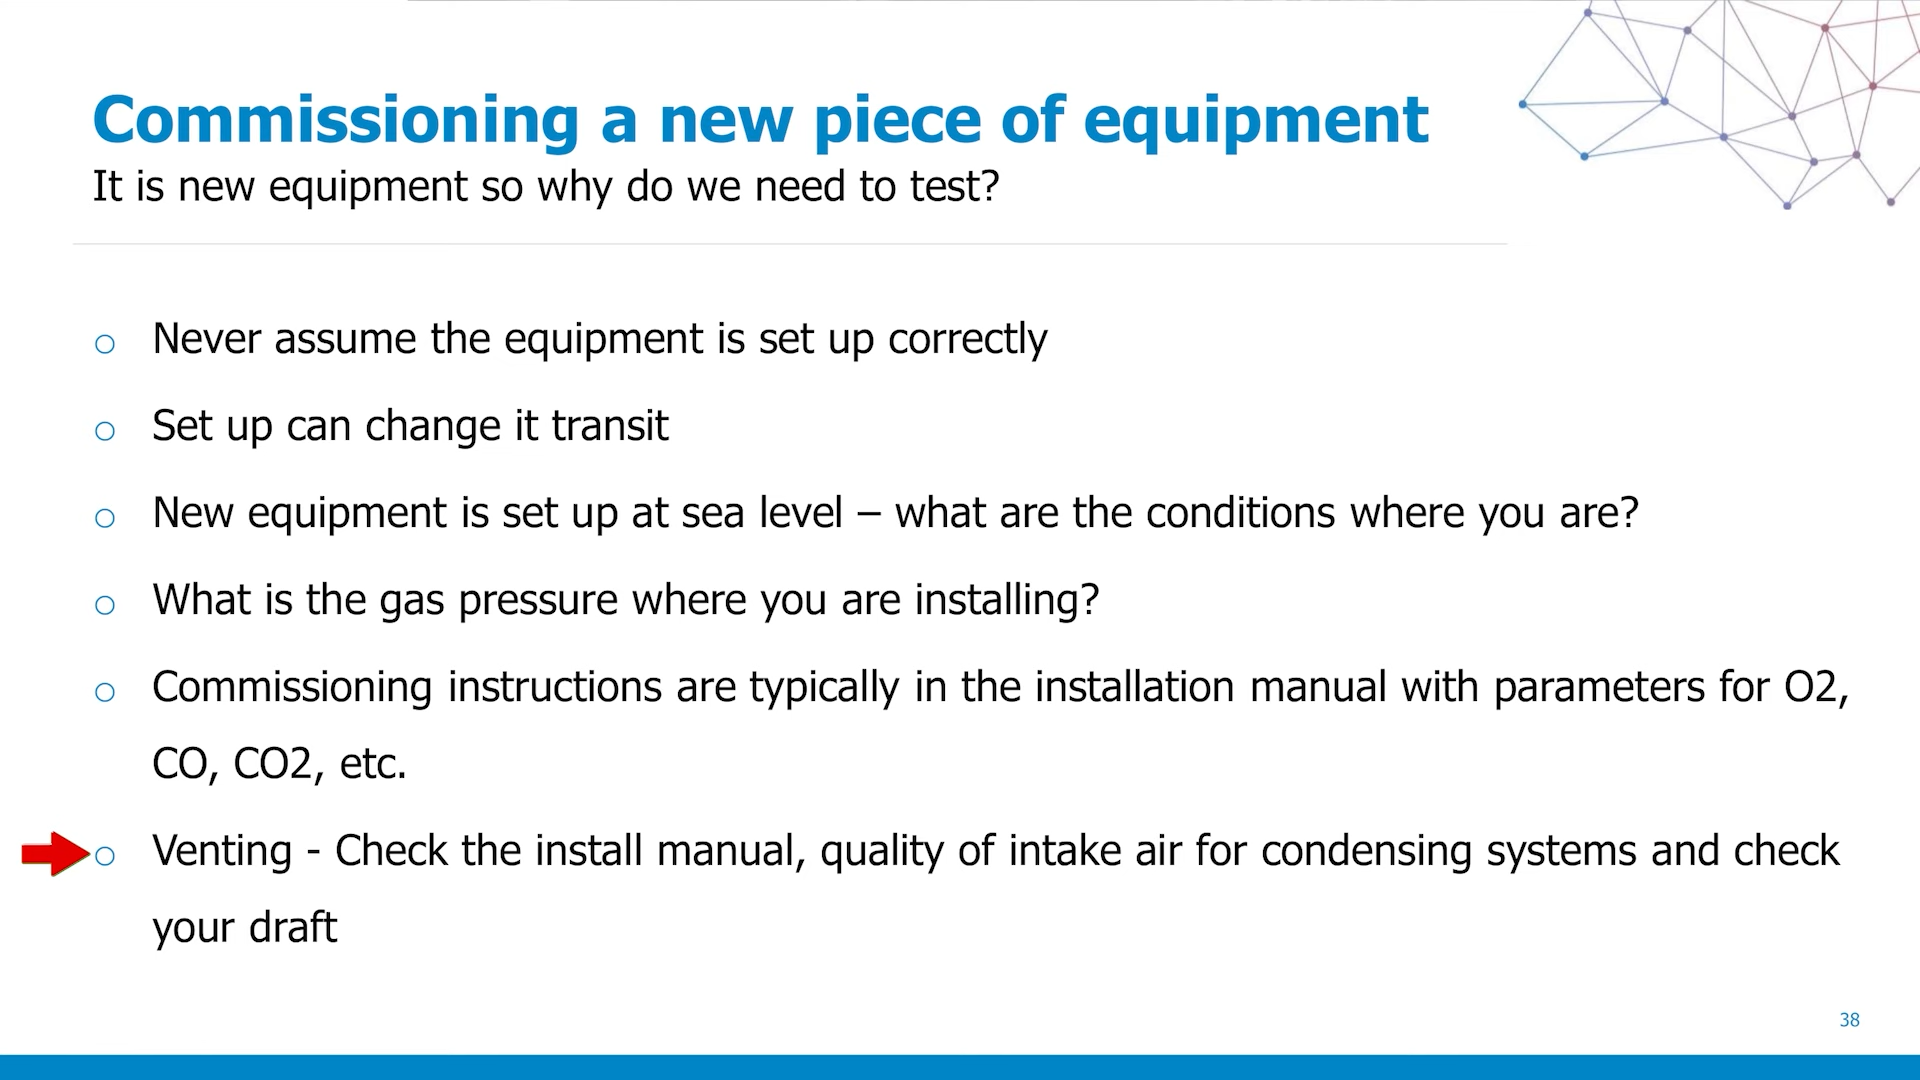 Commissioning a new piece of equipment
It is new equipment so why do we need to test?
o Never assume the equipment is set up correctly
o Set up can change it transit
o New equipment is set up at sea level – what are the conditions where you are?
o What is the gas pressure where you are installing?
o Commissioning instructions are typically in the installation manual with parameters for O2,
CO, CO2, etc.
o Venting - Check the install manual, quality of intake air for condensing systems and check
your draft
38